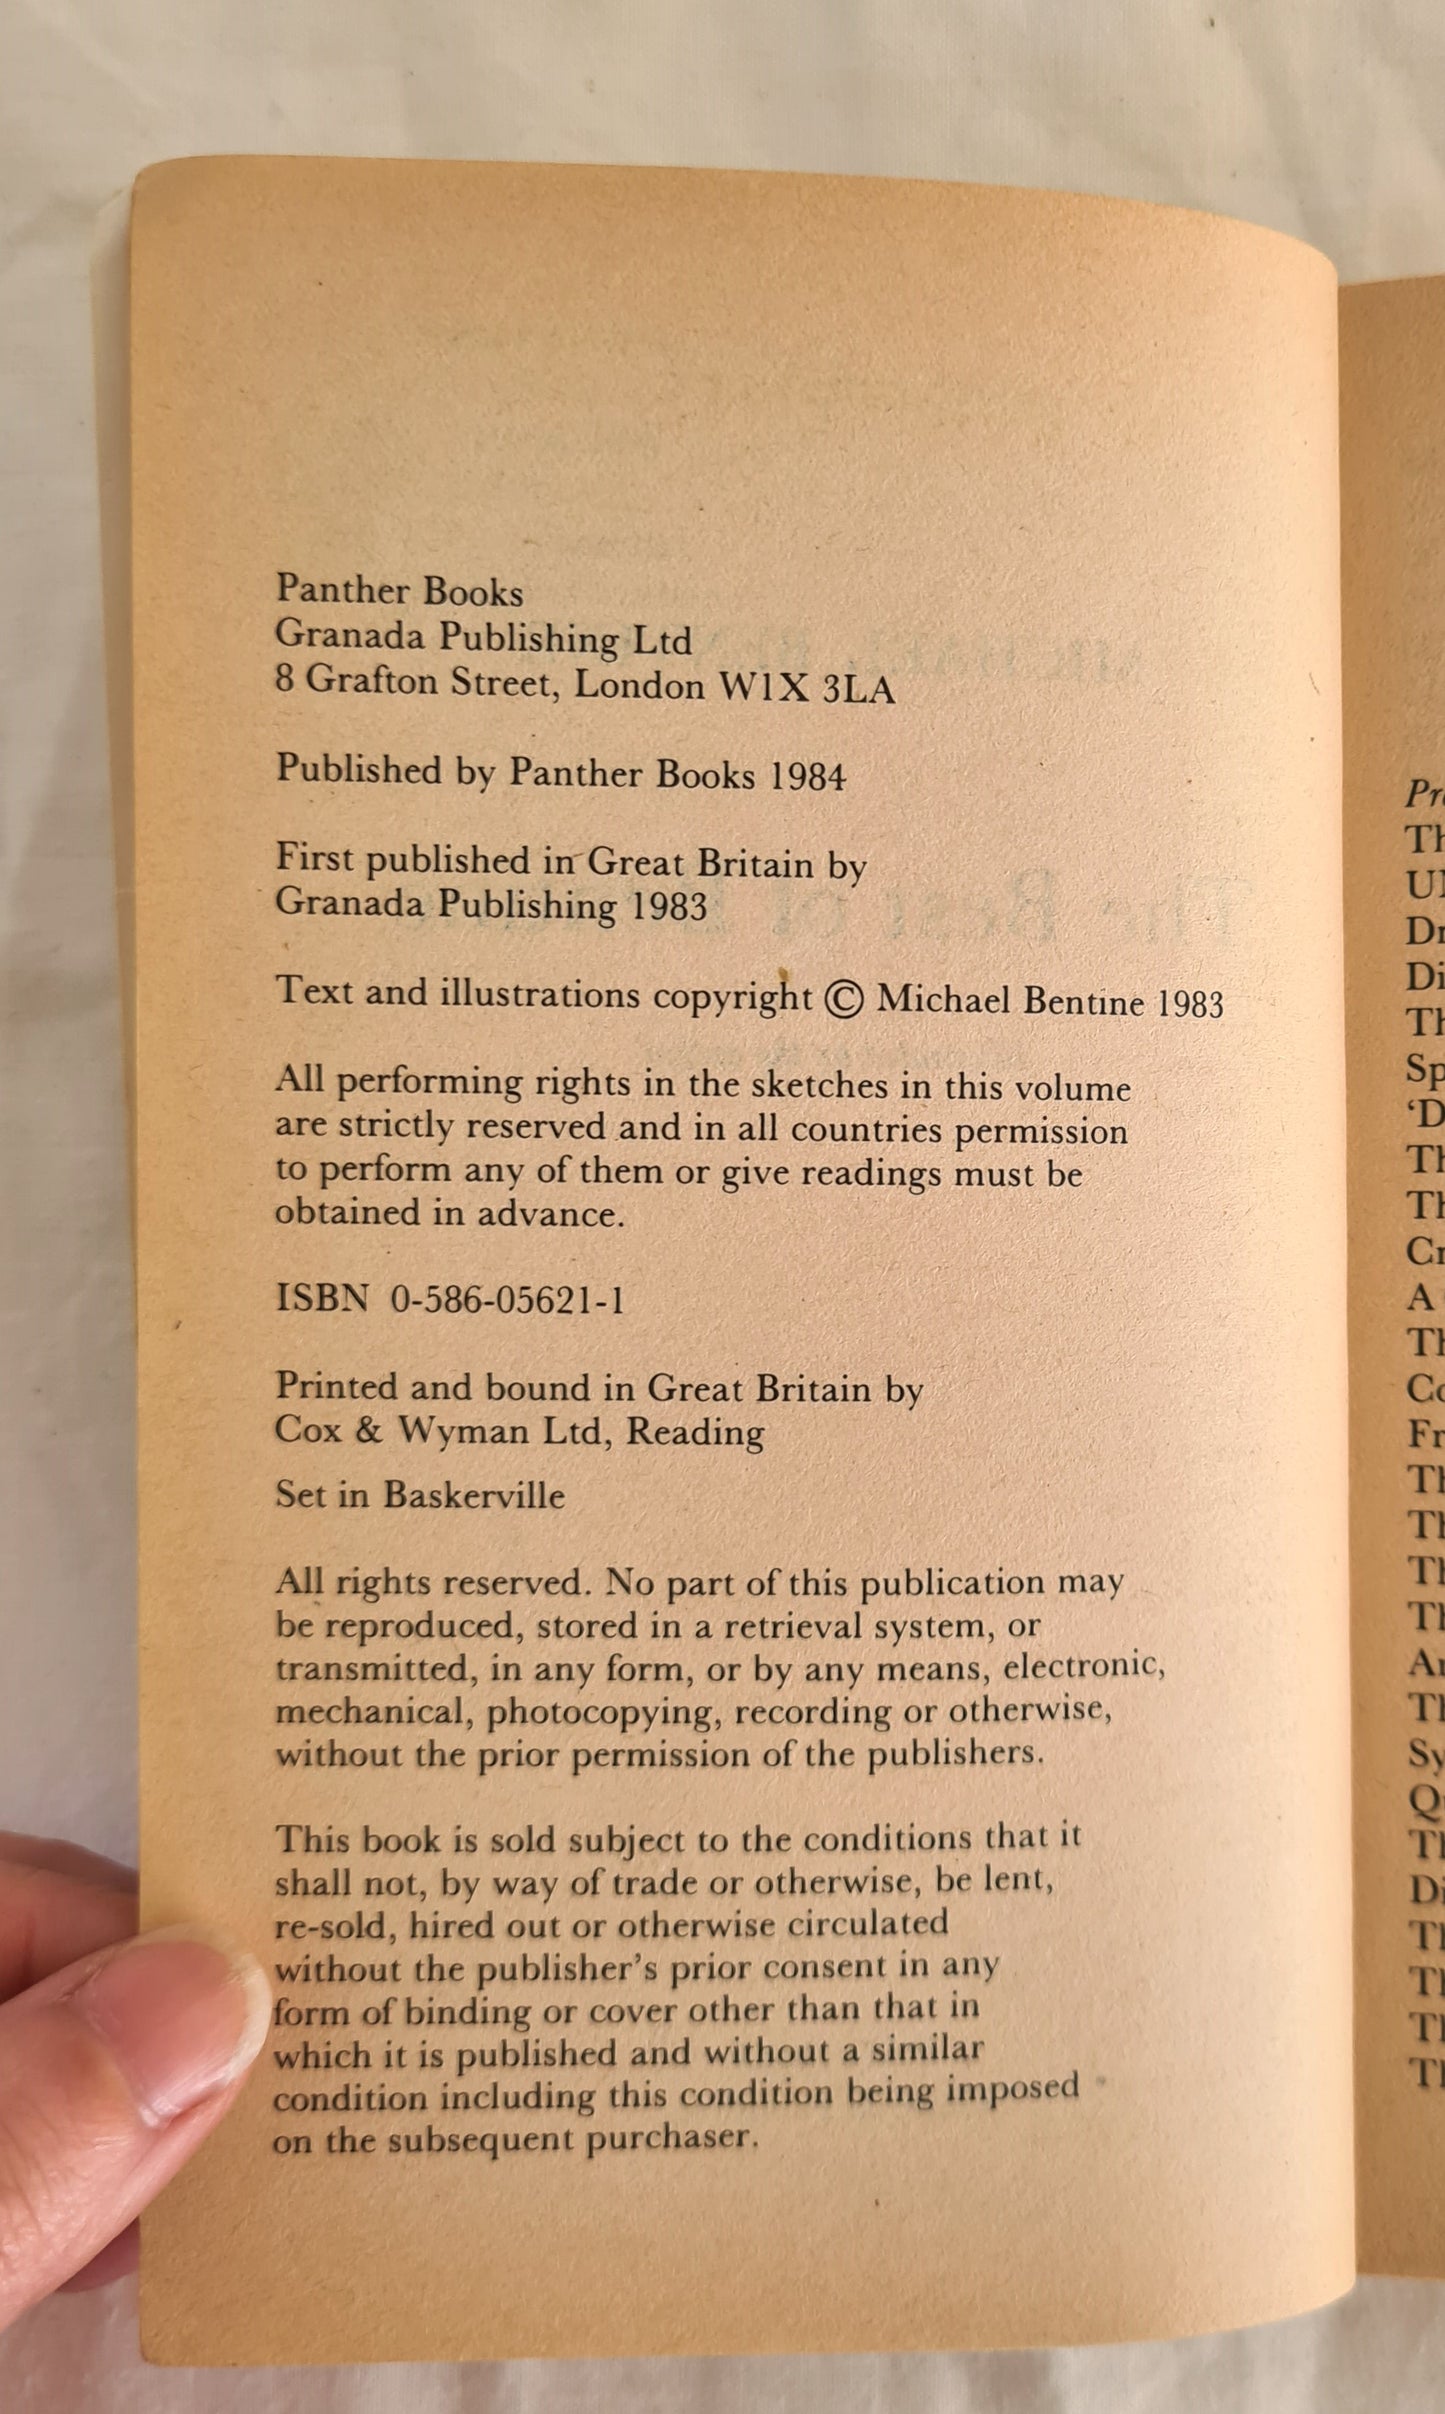 Panther Books
Granada Publishing Ltd
8 Grafton Street, London W1X 3LA
Published by Panther Books 1984
First published in Great Britain by
Granada Publishing 1983
Text and illustrations copyright © Michael Bentine 1983
All performing rights in the sketches in this volume
are strictly reserved and in all countries permission
to perform any of them or give readings must be
obtained in advance.
ISBN 0-586-05621-1
Printed and bound in Great Britain by
Cox & Wyman Ltd, Reading
Set in Baskerville
All rights reserved. No part of this publication may
be reproduced, stored in a retrieval system, or
transmitted, in any form, or by any means, electronic,
mechanical, photocopying, recording or otherwise,
without the prior permission of the publishers.
This book is sold subject to the conditions that it
shall not, by way of trade or otherwise, be lent,
re-sold, hired out or otherwise circulated
without the publisher's prior consent in any
form of binding or cover other than that in
which it is published and without a similar
condition including this condition being imposed
on the subsequent purchaser.